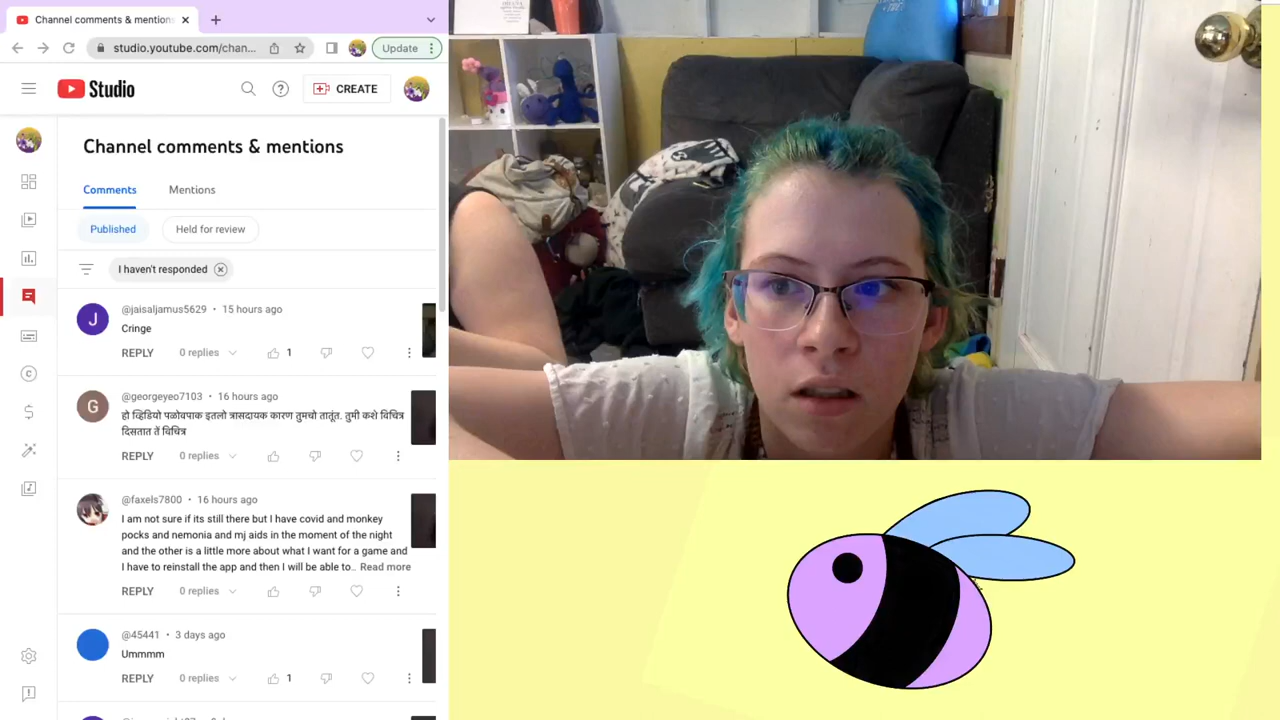 Channel comments & mentions
studio.youtube.com/chan...
Update
Studio
CREATE
Channel comments & mentions
Comments
Mentions
Published
Held for review
I haven't responded
J
@jaisaljamus5629 • 15 hours ago
Cringe
REPLY
0 replies
1
G
@georgeyeo7103 • 16 hours ago
हो व्हिडियो पळोवपाक इतलो त्रासदायक कारण तुमचो तातूंत. तुमी कशे विचित्र
दिसतात तें विचित्र
REPLY
0 replies
@faxels7800 • 16 hours ago
I am not sure if its still there but I have covid and monkey
pocks and nemonia and mj aids in the moment of the night
and the other is a little more about what I want for a game and
I have to reinstall the app and then I will be able to... Read more
REPLY
0 replies
@45441 • 3 days ago
Ummmm
REPLY
0 replies
1